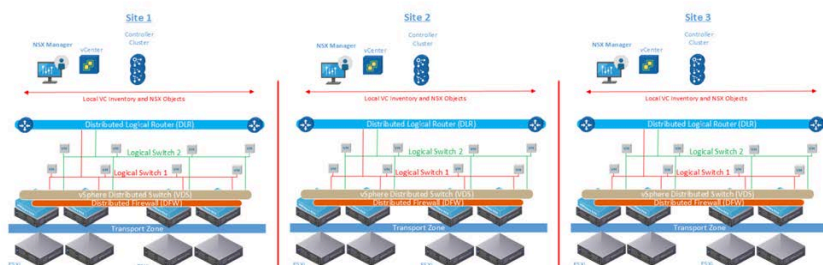 Site 1
NSX Manager
vCenter
Controller
Cluster
Local VC Inventory and NSX Objects
Distributed Logical Router (DLR)
Logical Switch 2
Logical Switch 1
vSphere Distributed Switch (VDS)
Distributed Firewall (DFW)
Transport Zone
Site 2
NSX Manager
vCenter
Controller
Cluster
Local VC Inventory and NSX Objects
Distributed Logical Router (DLR)
Logical Switch 2
Logical Switch 1
vSphere Distributed Switch (VDS)
Distributed Firewall (DFW)
Transport Zone
Site 3
NSX Manager
vCenter
Controller
Cluster
Local VC Inventory and NSX Objects
Distributed Logical Router (DLR)
Logical Switch 2
Logical Switch 1
vSphere Distributed Switch (VDS)
Distributed Firewall (DFW)
Transport Zone